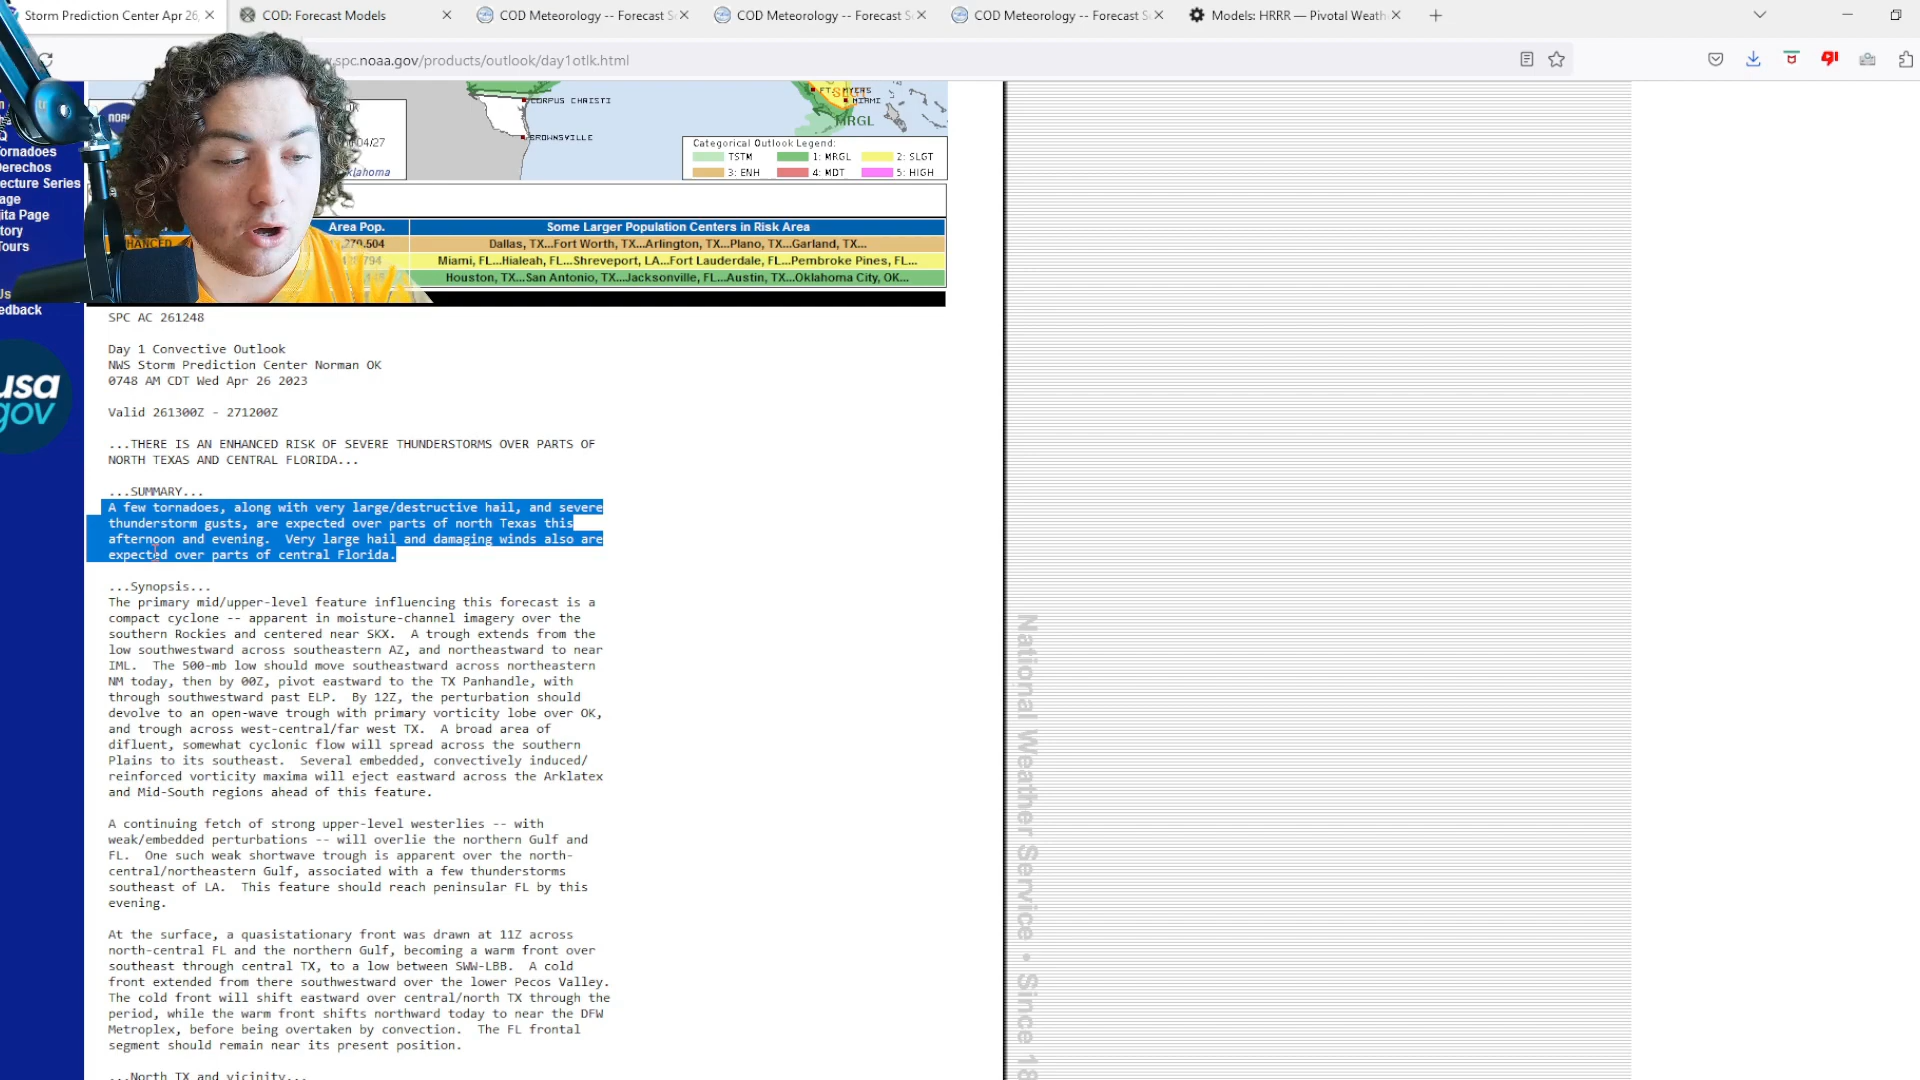 Storm Prediction Center Apr 26,
COD: Forecast Models
COD Meteorology -- Forecast S
COD Meteorology -- Forecast S
COD Meteorology -- Forecast S
Models: HRRR — Pivotal Weath
spc.noaa.gov/products/outlook/day1otlk.html
Q
ornadoes
Derechos
ecture Series
age
jita Page
tory
Tours
Us
edback
usa
gov
CORPUS CHRISTI
BROWNSVILLE
FT. MYERS
MIAMI
SLGT
MRGL
04/27
klahoma
Categorical Outlook Legend:
TSTM 1: MRGL 2: SLGT
3: ENH 4: MDT 5: HIGH
Area Pop. Some Larger Population Centers in Risk Area
HANCED 270,504 Dallas, TX...Fort Worth, TX...Arlington, TX...Plano, TX...Garland, TX...
794 Miami, FL...Hialeah, FL...Shreveport, LA...Fort Lauderdale, FL...Pembroke Pines, FL...
Houston, TX...San Antonio, TX...Jacksonville, FL...Austin, TX...Oklahoma City, OK...
SPC AC 261248
Day 1 Convective Outlook
NWS Storm Prediction Center Norman OK
0748 AM CDT Wed Apr 26 2023
Valid 261300Z - 271200Z
...THERE IS AN ENHANCED RISK OF SEVERE THUNDERSTORMS OVER PARTS OF
NORTH TEXAS AND CENTRAL FLORIDA...
...SUMMARY...
A few tornadoes, along with very large/destructive hail, and severe
thunderstorm gusts, are expected over parts of north Texas this
afternoon and evening. Very large hail and damaging winds also are
expected over parts of central Florida.
...Synopsis...
The primary mid/upper-level feature influencing this forecast is a
compact cyclone -- apparent in moisture-channel imagery over the
southern Rockies and centered near SKX. A trough extends from the
low southwestward across southeastern AZ, and northeastward to near
IML. The 500-mb low should move southeastward across northeastern
NM today, then by 00Z, pivot eastward to the TX Panhandle, with
through southwestward past ELP. By 12Z, the perturbation should
devolve to an open-wave trough with primary vorticity lobe over OK,
and trough across west-central/far west TX. A broad area of
difluent, somewhat cyclonic flow will spread across the southern
Plains to its southeast. Several embedded, convectively induced/
reinforced vorticity maxima will eject eastward across the Arklatex
and Mid-South regions ahead of this feature.
A continuing fetch of strong upper-level westerlies -- with
weak/embedded perturbations -- will overlie the northern Gulf and
FL. One such weak shortwave trough is apparent over the north-
central/northeastern Gulf, associated with a few thunderstorms
southeast of LA. This feature should reach peninsular FL by this
evening.
At the surface, a quasistationary front was drawn at 11Z across
north-central FL and the northern Gulf, becoming a warm front over
southeast through central TX, to a low between SWW-LBB. A cold
front extended from there southwestward over the lower Pecos Valley.
The cold front will shift eastward over central/north TX through the
period, while the warm front shifts northward today to near the DFW
Metroplex, before being overtaken by convection. The FL frontal
segment should remain near its present position.
...North TX and vicinity...
National Weather Service • Since 18